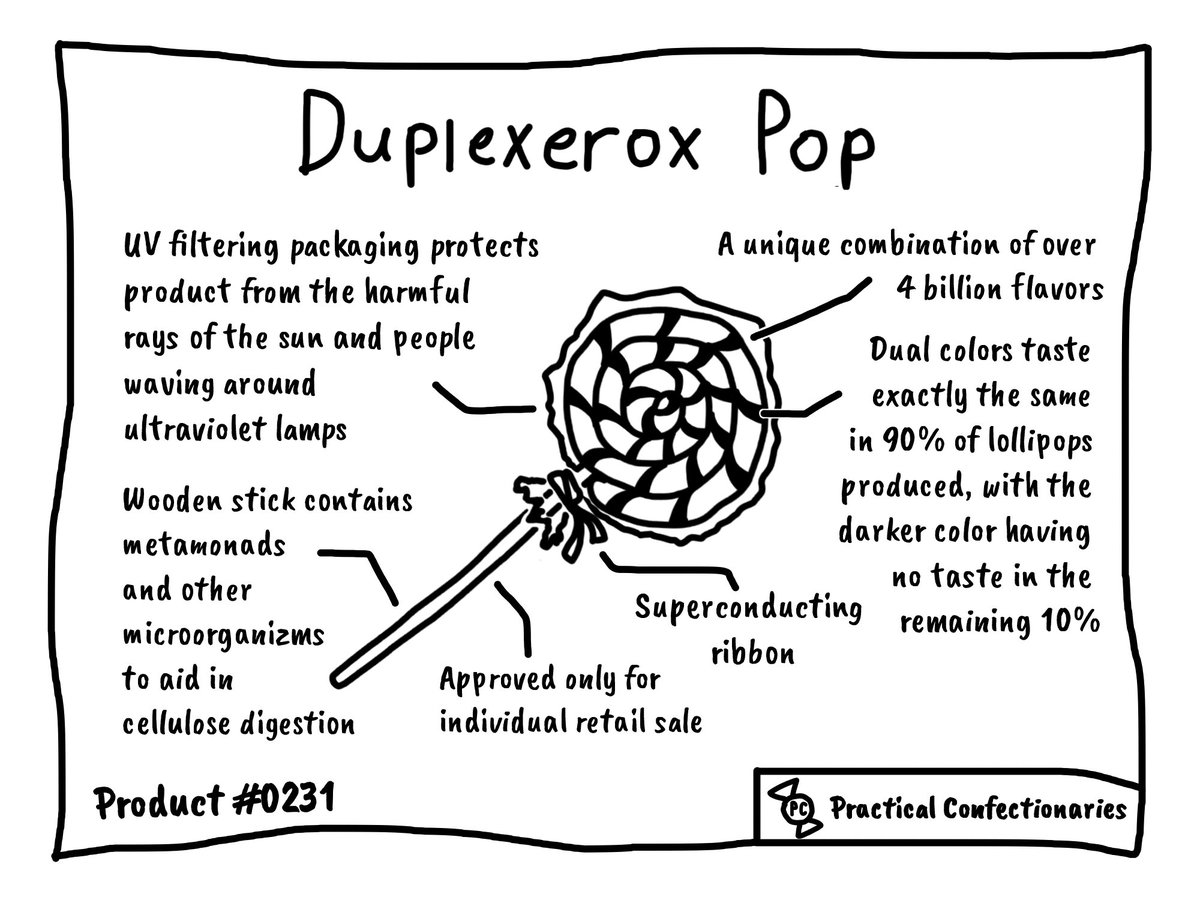 Duplexerox Pop
UV filtering packaging protects
product from the harmful
rays of the sun and people
waving around
ultraviolet lamps
A unique combination of over
4 billion flavors
Dual colors taste
exactly the same
in 90% of lollipops
produced, with the
darker color having
no taste in the
remaining 10%
Wooden stick contains
metamonads
and other
microorganizms
to aid in
cellulose digestion
Superconducting
ribbon
Approved only for
individual retail sale
Product #0231
PC Practical Confectionaries